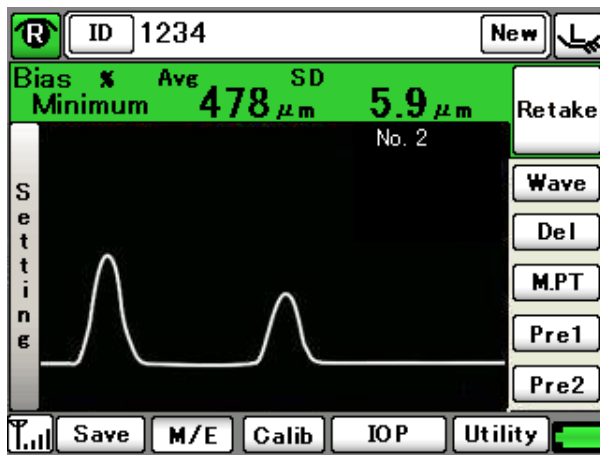 R ID 1234 New L
Bias % Avg SD
Minimum 478 μm 5.9 μm Retake
No. 2
Setting
Wave
Del
M.PT
Pre1
Pre2
Save M/E Calib IOP Utility